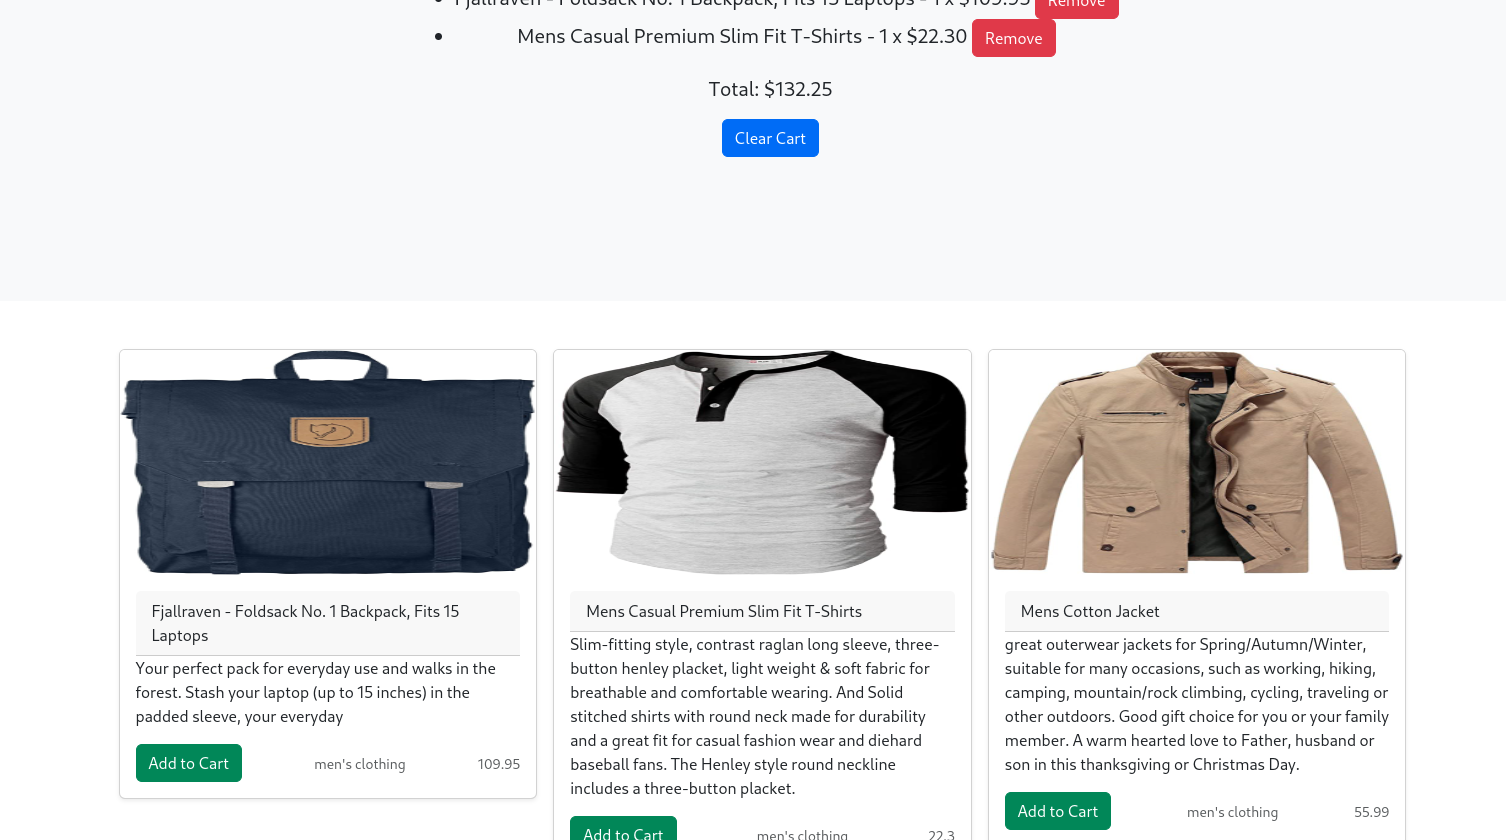 Fjallraven - Foldsack No. 1 Backpack, Fits 15 Laptops - 1 x $109.95 Remove
Mens Casual Premium Slim Fit T-Shirts - 1 x $22.30 Remove
Total: $132.25
Clear Cart
Fjallraven - Foldsack No. 1 Backpack, Fits 15
Laptops
Your perfect pack for everyday use and walks in the
forest. Stash your laptop (up to 15 inches) in the
padded sleeve, your everyday
Add to Cart men's clothing 109.95
Mens Casual Premium Slim Fit T-Shirts
Slim-fitting style, contrast raglan long sleeve, three-
button henley placket, light weight & soft fabric for
breathable and comfortable wearing. And Solid
stitched shirts with round neck made for durability
and a great fit for casual fashion wear and diehard
baseball fans. The Henley style round neckline
includes a three-button placket.
Add to Cart men's clothing 22.3
Mens Cotton Jacket
great outerwear jackets for Spring/Autumn/Winter,
suitable for many occasions, such as working, hiking,
camping, mountain/rock climbing, cycling, traveling or
other outdoors. Good gift choice for you or your family
member. A warm hearted love to Father, husband or
son in this thanksgiving or Christmas Day.
Add to Cart men's clothing 55.99